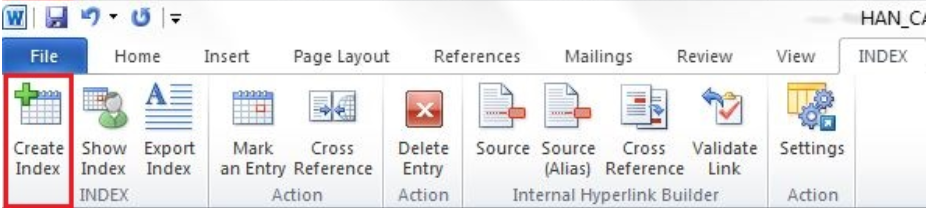 W HAN_CA
File Home Insert Page Layout References Mailings Review View INDEX
A
Create Show Export Mark Cross Delete Source Source Cross Validate Settings
Index Index Index an Entry Reference Entry (Alias) Reference Link
INDEX Action Action Internal Hyperlink Builder Action